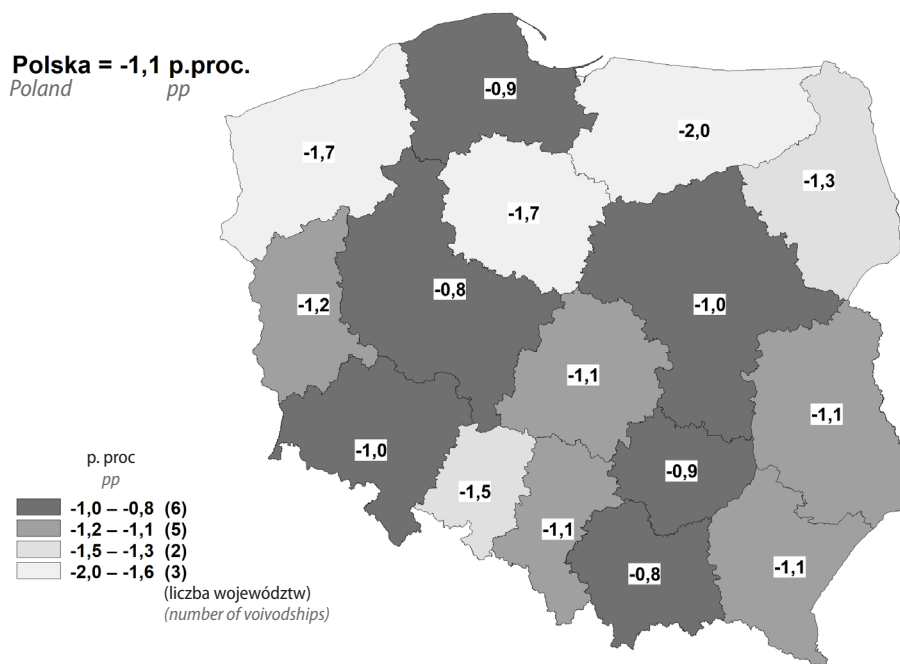 Polska = -1,1 p.proc.
Poland pp
-0,9
-2,0
-1,7
-1,3
-1,7
-0,8
-1,2
-1,0
-1,1
-1,1
-1,0
-0,9
-1,5
-1,1
-0,8
-1,1
p. proc
pp
-1,0 – -0,8 (6)
-1,2 – -1,1 (5)
-1,5 – -1,3 (2)
-2,0 – -1,6 (3)
(liczba województw)
(number of voivodships)